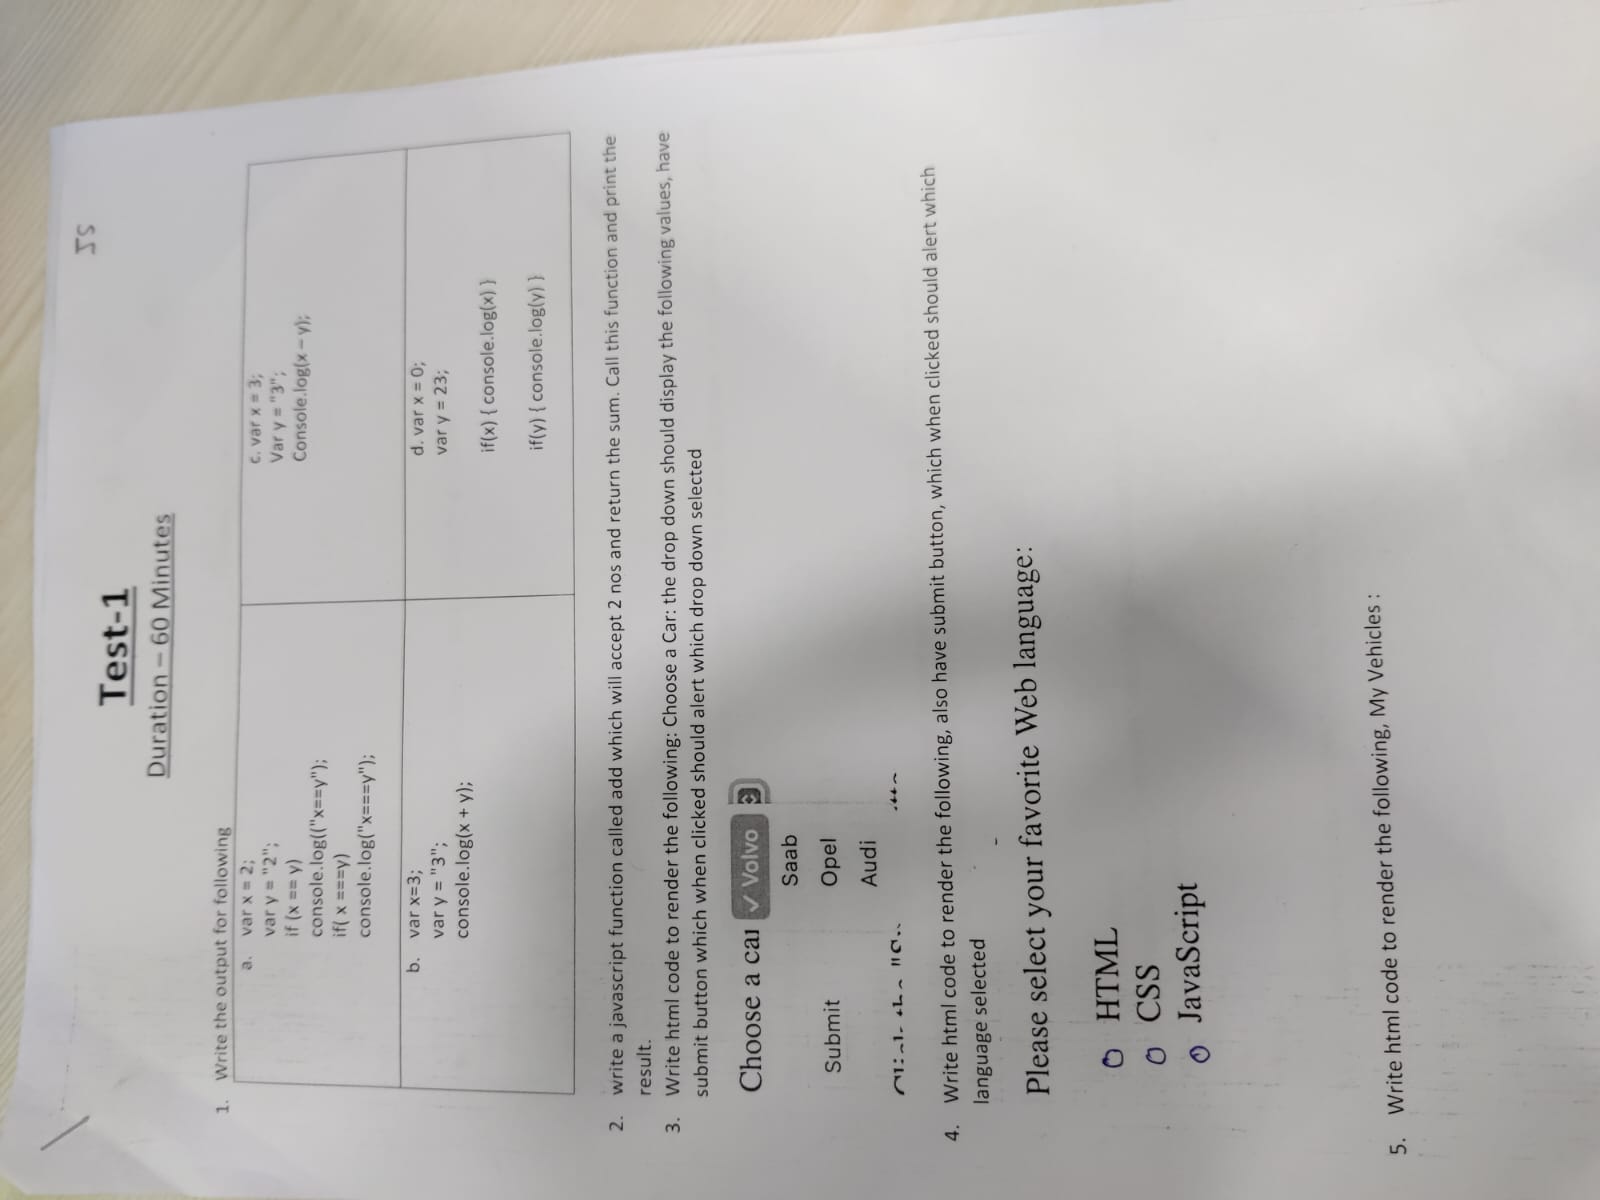 JS
Test-1
Duration – 60 Minutes
1. Write the output for following
a. var x = 2;
var y = "2";
if (x == y)
console.log(("x==y");
if( x ===y)
console.log("x===y");
c. var x = 3;
Var y = "3";
Console.log(x – y);
b. var x=3;
var y = "3";
console.log(x + y);
d. var x = 0;
var y = 23;
if(x) { console.log(x) }
if(y) { console.log(y) }
2. write a javascript function called add which will accept 2 nos and return the sum. Call this function and print the
result.
3. Write html code to render the following: Choose a Car: the drop down should display the following values, have
submit button which when clicked should alert which drop down selected
Choose a car ✓ Volvo
Saab
Submit Opel
Audi
4. Write html code to render the following, also have submit button, which when clicked should alert which
language selected
Please select your favorite Web language:
HTML
CSS
JavaScript
5. Write html code to render the following, My Vehicles :